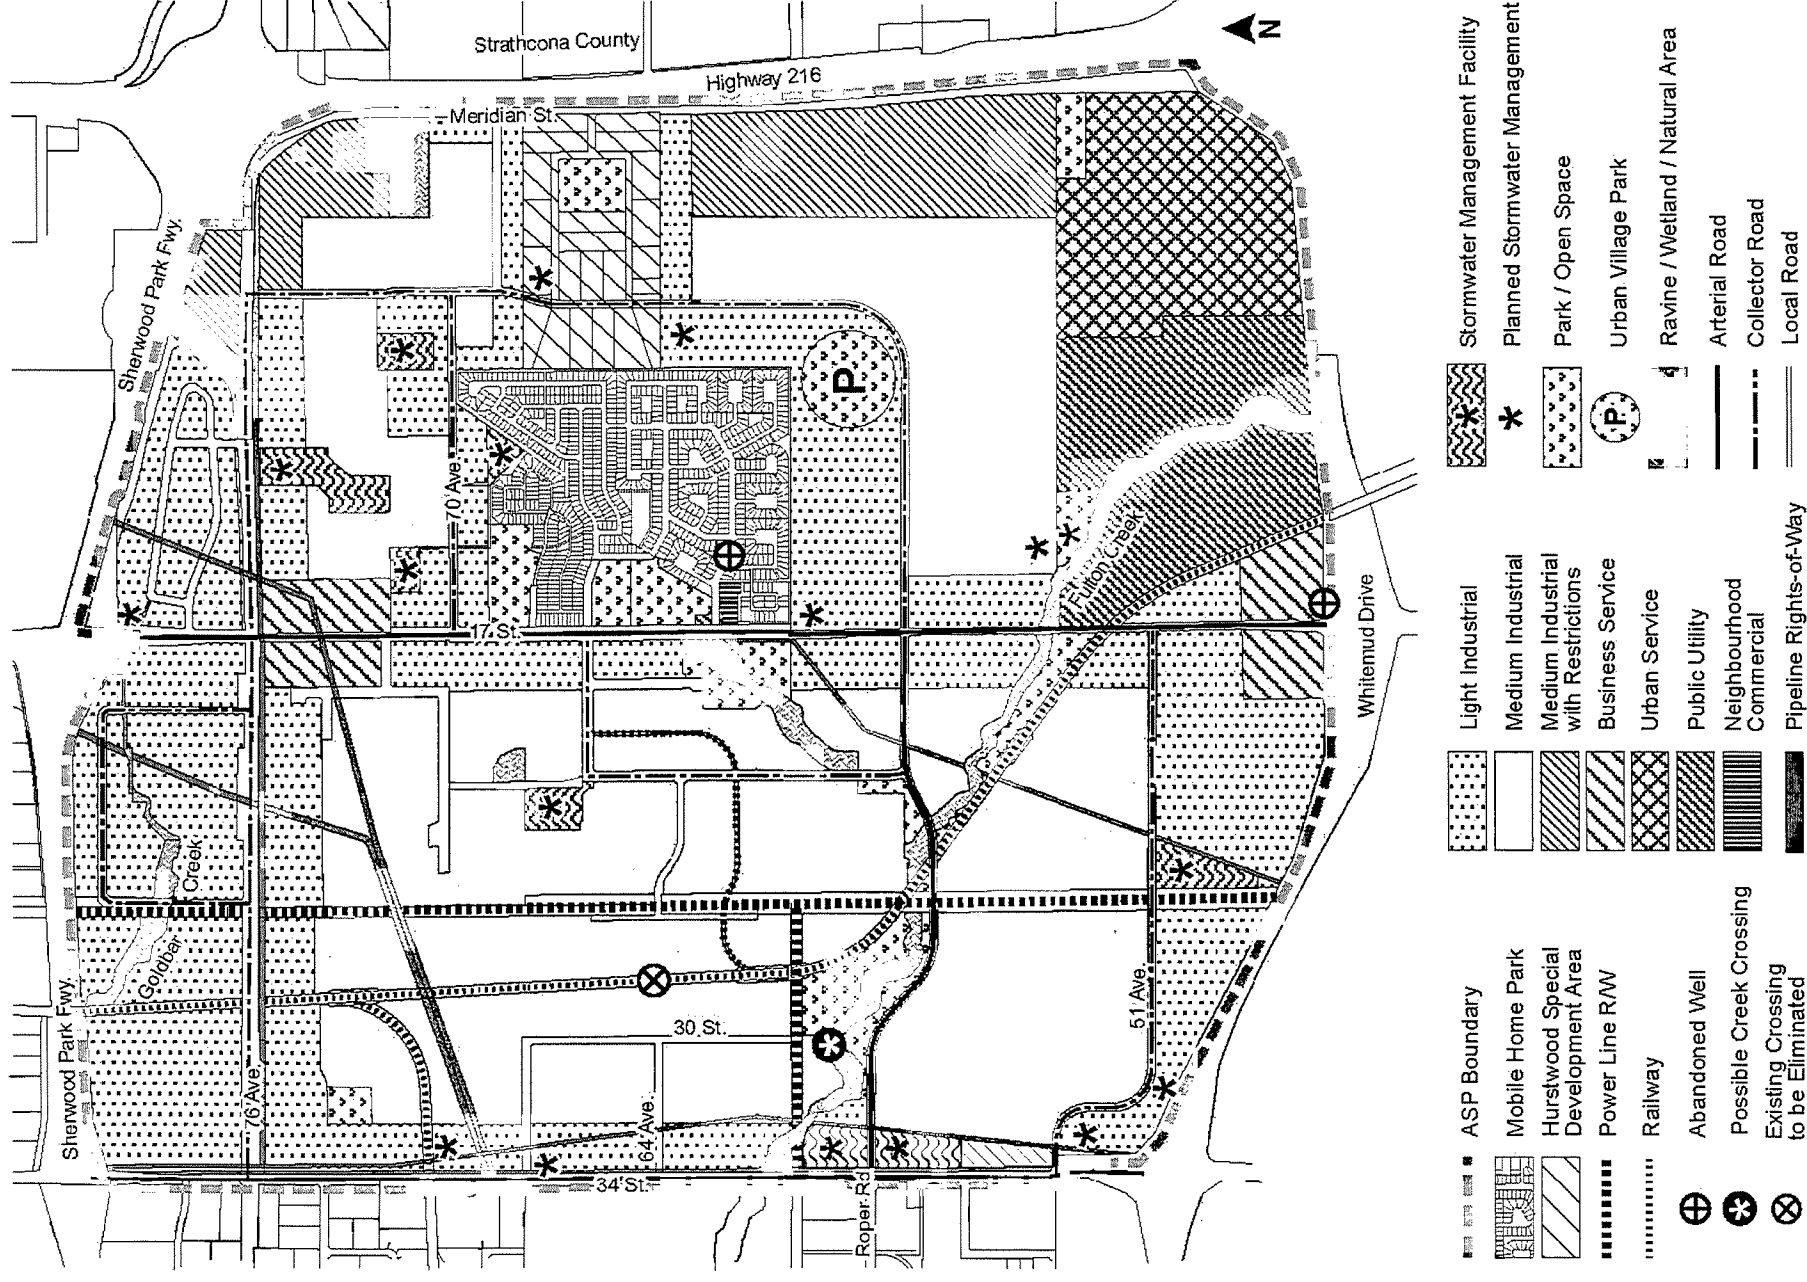 Strathcona County
N
Highway 216
Meridian St.
Sherwood Park Fwy.
P
70 Ave.
17 St.
Fulton Creek
Whitemud Drive
Goldbar
Creek
Sherwood Park Fwy.
76 Ave.
30 St.
64 Ave.
51 Ave.
34 St.
Roper Rd
ASP Boundary
Mobile Home Park
Hurstwood Special
Development Area
Power Line R/W
Railway
Abandoned Well
Possible Creek Crossing
Existing Crossing
to be Eliminated
Light Industrial
Medium Industrial
Medium Industrial
with Restrictions
Business Service
Urban Service
Public Utility
Neighbourhood
Commercial
Pipeline Rights-of-Way
Stormwater Management Facility
Planned Stormwater Management
Park / Open Space
P
Urban Village Park
Ravine / Wetland / Natural Area
Arterial Road
Collector Road
Local Road